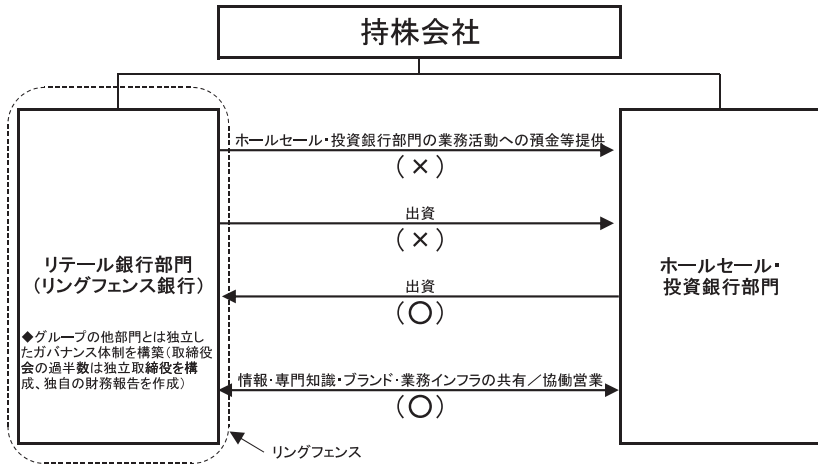 持株会社
ホールセール・投資銀行部門の業務活動への預金等提供
(×)
出資
(×)
リテール銀行部門
(リングフェンス銀行)
ホールセール・
投資銀行部門
出資
(○)
◆グループの他部門とは独立し
たガバナンス体制を構築(取締役
会の過半数は独立取締役を構
成、独自の財務報告を作成)
情報・専門知識・ブランド・業務インフラの共有/協働営業
(○)
リングフェンス